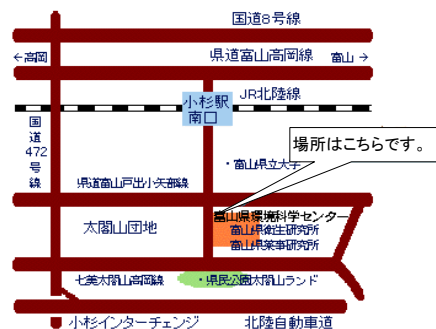 国道8号線
県道富山高岡線
←高岡
富山→
JR北陸線
小杉駅
南口
国道
472
号線
場所はこちらです。
・富山県立大学
県道富山戸出小矢部線
富山県環境科学センター
太閤山団地
富山県衛生研究所
富山県薬事研究所
七美太閤山高岡線
・県民公園太閤山ランド
小杉インターチェンジ
北陸自動車道